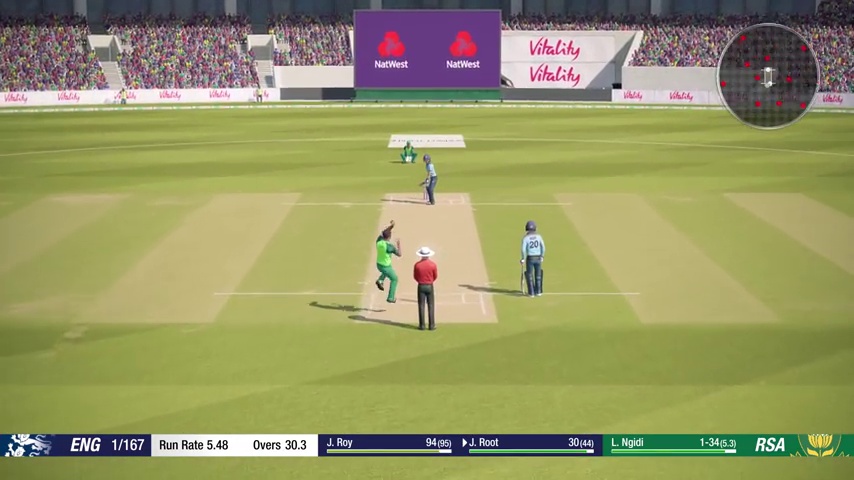 NatWest NatWest
Vitality
Vitality
Vitality Vitality Vitality Vitality Vitality Vitality
20
ENG 1/167 Run Rate 5.48 Overs 30.3 J. Roy 94(95) J. Root 30(44) L. Ngidi 1-34(5.3) RSA